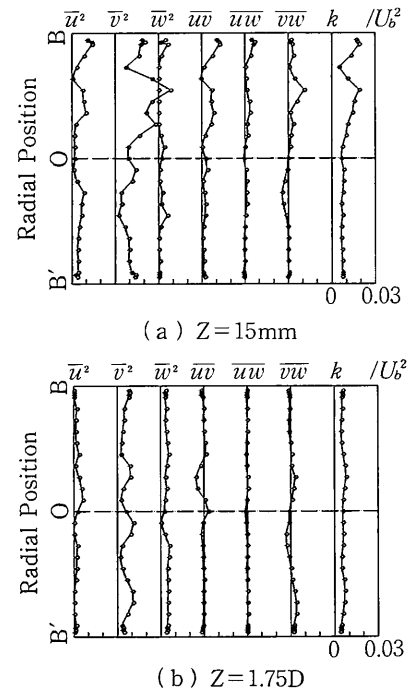 u̅² v̅² w̅² u̅v̅ u̅w̅ v̅w̅ k /U_b²
B
O
B′
Radial Position
0 0.03
(a) Z=15mm
u̅² v̅² w̅² u̅v̅ u̅w̅ v̅w̅ k /U_b²
B
O
B′
Radial Position
0 0.03
(b) Z=1.75D